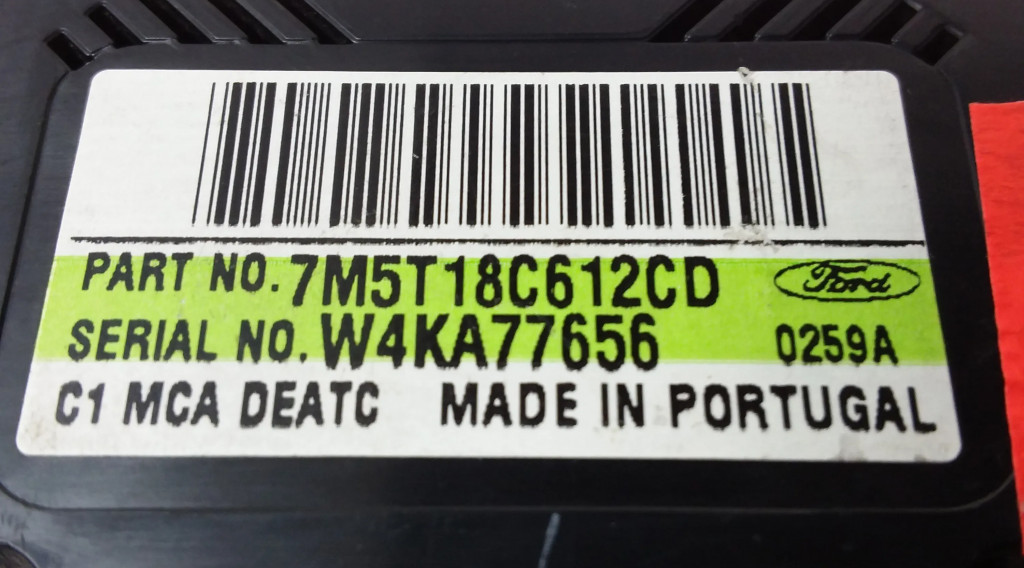 PART NO. 7M5T18C612CD Ford
SERIAL NO. W4KA77656 0259A
C1 MCA DEATC MADE IN PORTUGAL